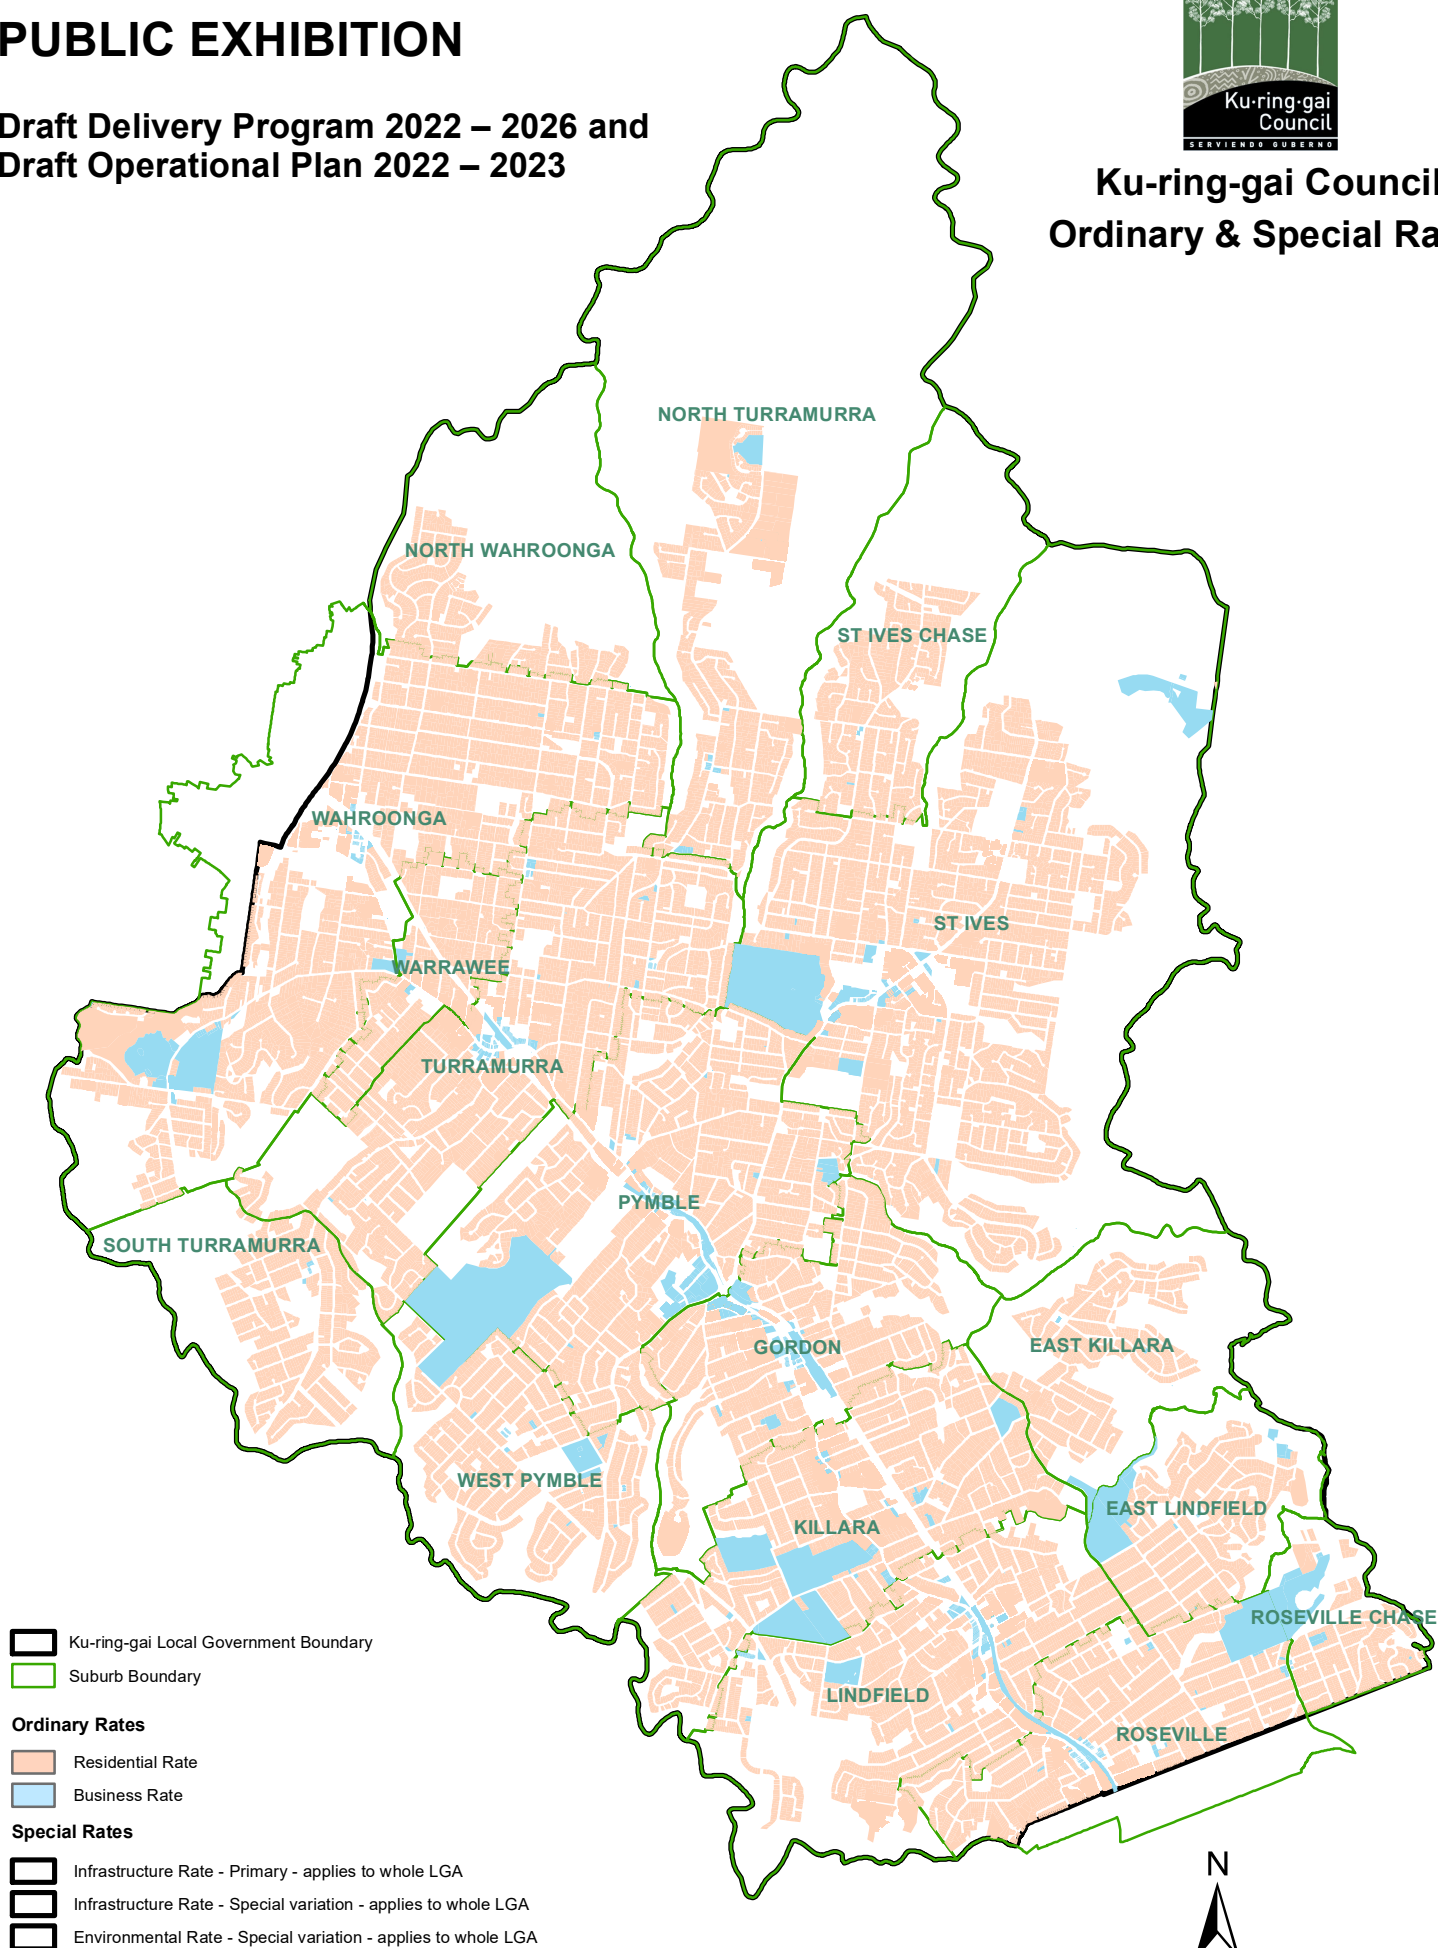 PUBLIC EXHIBITION
Draft Delivery Program 2022 – 2026 and
Draft Operational Plan 2022 – 2023
Ku·ring·gai
Council
SERVIENDO GUBERNO
Ku-ring-gai Council
Ordinary & Special Ra
NORTH TURRAMURRA
NORTH WAHROONGA
ST IVES CHASE
WAHROONGA
ST IVES
WARRAWEE
TURRAMURRA
PYMBLE
SOUTH TURRAMURRA
GORDON
EAST KILLARA
WEST PYMBLE
EAST LINDFIELD
KILLARA
ROSEVILLE CHASE
LINDFIELD
ROSEVILLE
Ku-ring-gai Local Government Boundary
Suburb Boundary
Ordinary Rates
Residential Rate
Business Rate
Special Rates
Infrastructure Rate - Primary - applies to whole LGA
Infrastructure Rate - Special variation - applies to whole LGA
Environmental Rate - Special variation - applies to whole LGA
N